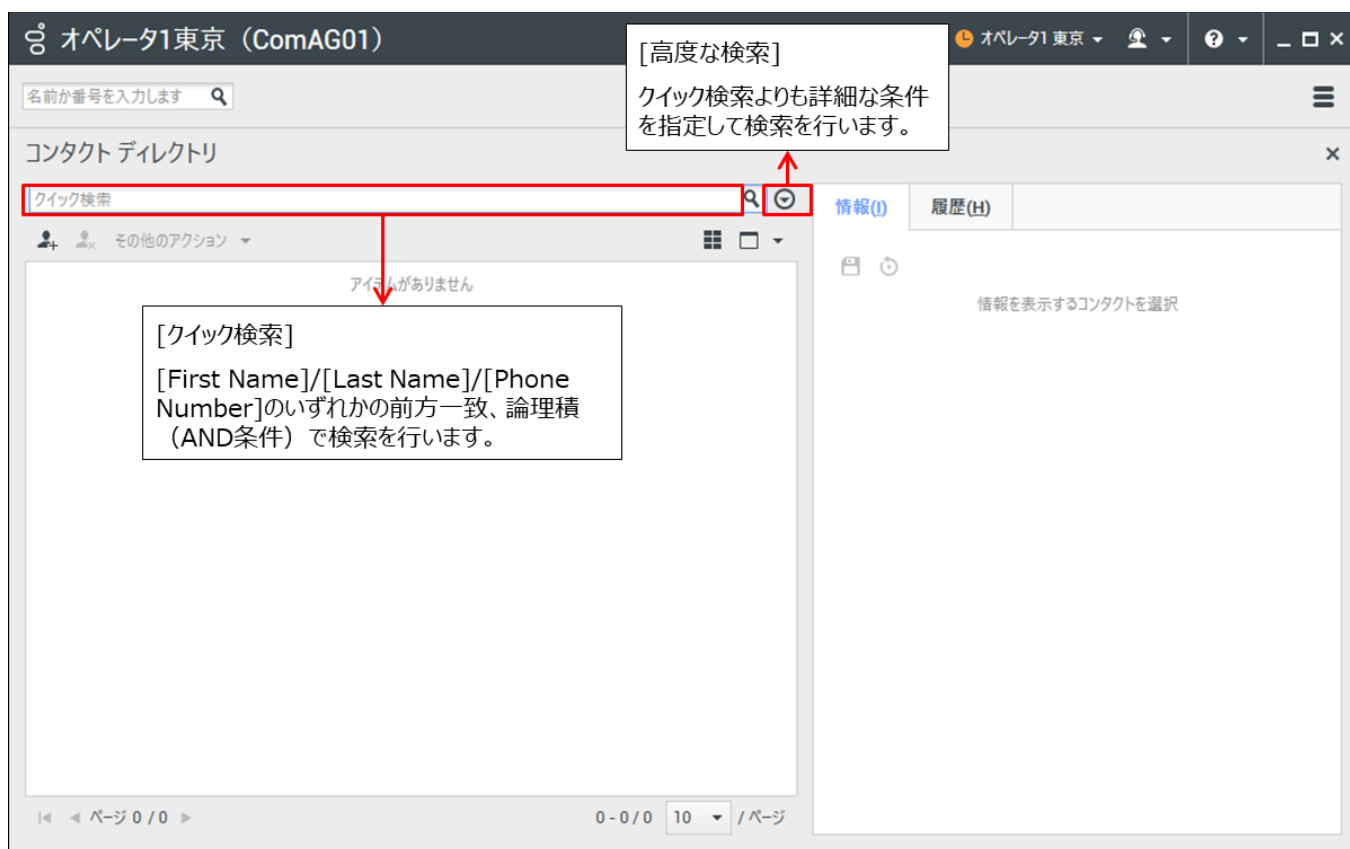 オペレータ1東京（ComAG01）
オペレータ1 東京
[高度な検索]
クイック検索よりも詳細な条件
を指定して検索を行います。
名前か番号を入力します
コンタクト ディレクトリ
クイック検索
情報(I)
履歴(H)
その他のアクション
アイテムがありません
情報を表示するコンタクトを選択
[クイック検索]
[First Name]/[Last Name]/[Phone
Number]のいずれかの前方一致、論理積
（AND条件）で検索を行います。
ページ 0 / 0
0 - 0 / 0
10
/ ページ